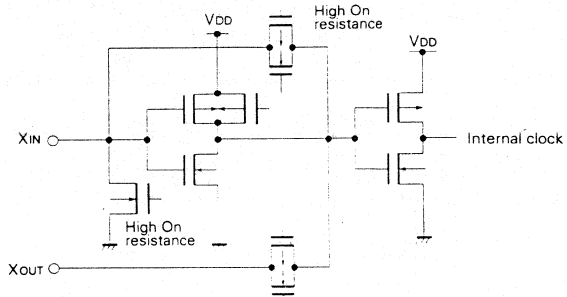 VDD
High On
resistance
VDD
XIN
Internal clock
High On
resistance
XOUT